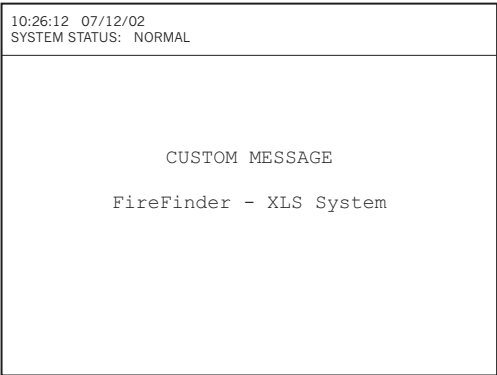 10:26:12 07/12/02
SYSTEM STATUS: NORMAL
CUSTOM MESSAGE
FireFinder - XLS System